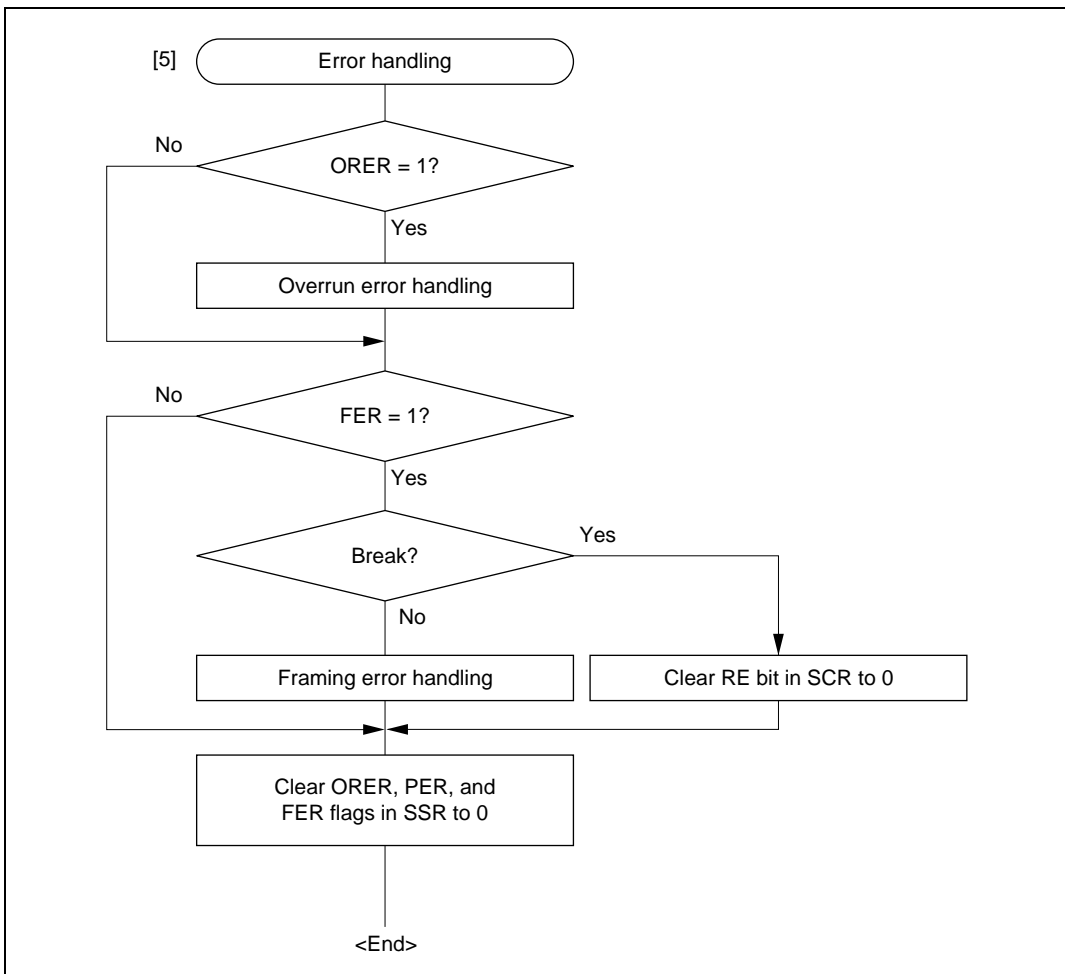 [5] Error handling
No
ORER = 1?
Yes
Overrun error handling
No
FER = 1?
Yes
Yes
Break?
No
Framing error handling
Clear RE bit in SCR to 0
Clear ORER, PER, and
FER flags in SSR to 0
<End>